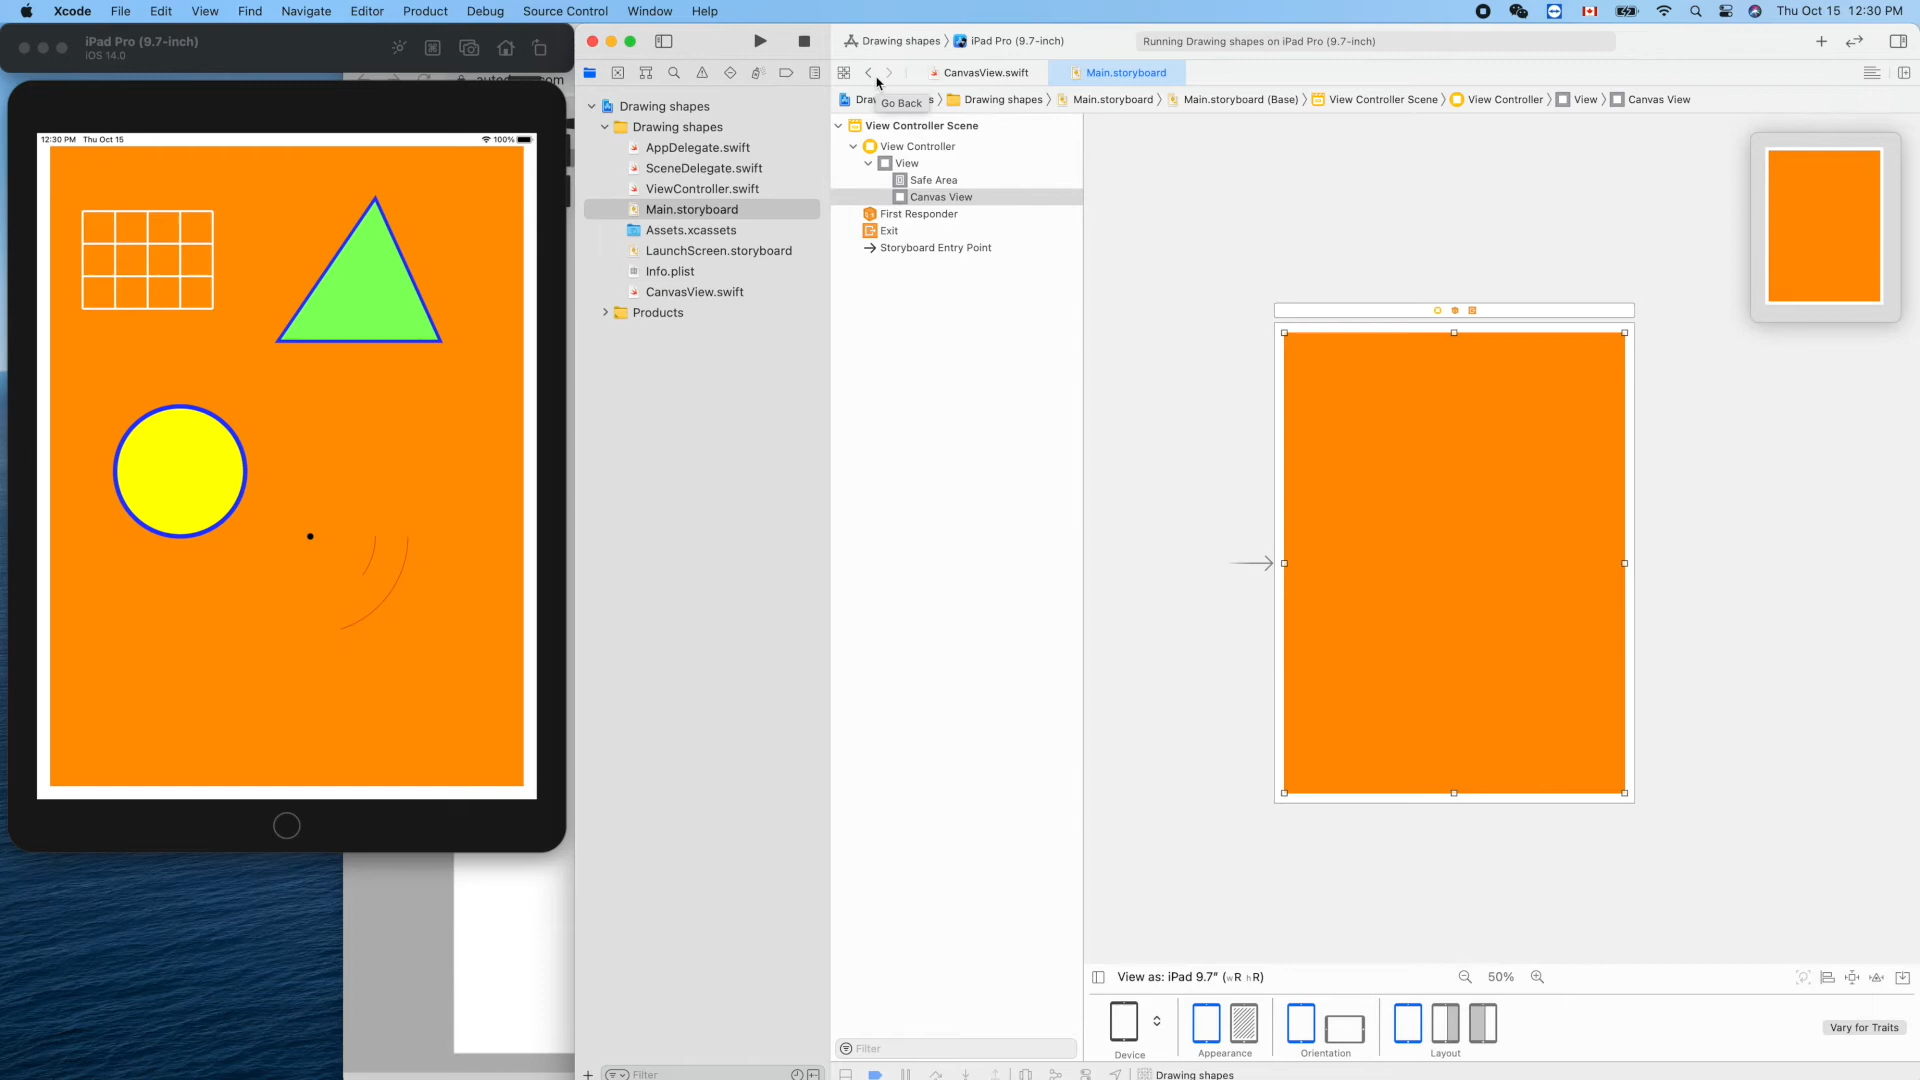 Xcode File Edit View Find Navigate Editor Product Debug Source Control Window Help
Thu Oct 15 12:30 PM
iPad Pro (9.7-inch)
iOS 14.0
12:30 PM Thu Oct 15
100%
Drawing shapes
Drawing shapes
AppDelegate.swift
SceneDelegate.swift
ViewController.swift
Main.storyboard
Assets.xcassets
LaunchScreen.storyboard
Info.plist
CanvasView.swift
Products
Filter
Drawing shapes 〉 iPad Pro (9.7-inch)
Running Drawing shapes on iPad Pro (9.7-inch)
CanvasView.swift
Main.storyboard
Go Back
Drawing shapes 〉 Main.storyboard 〉 Main.storyboard (Base) 〉 View Controller Scene 〉 View Controller 〉 View 〉 Canvas View
View Controller Scene
View Controller
View
Safe Area
Canvas View
First Responder
Exit
Storyboard Entry Point
Filter
View as: iPad 9.7" (wR hR)
50%
Device
Appearance
Orientation
Layout
Vary for Traits
Drawing shapes